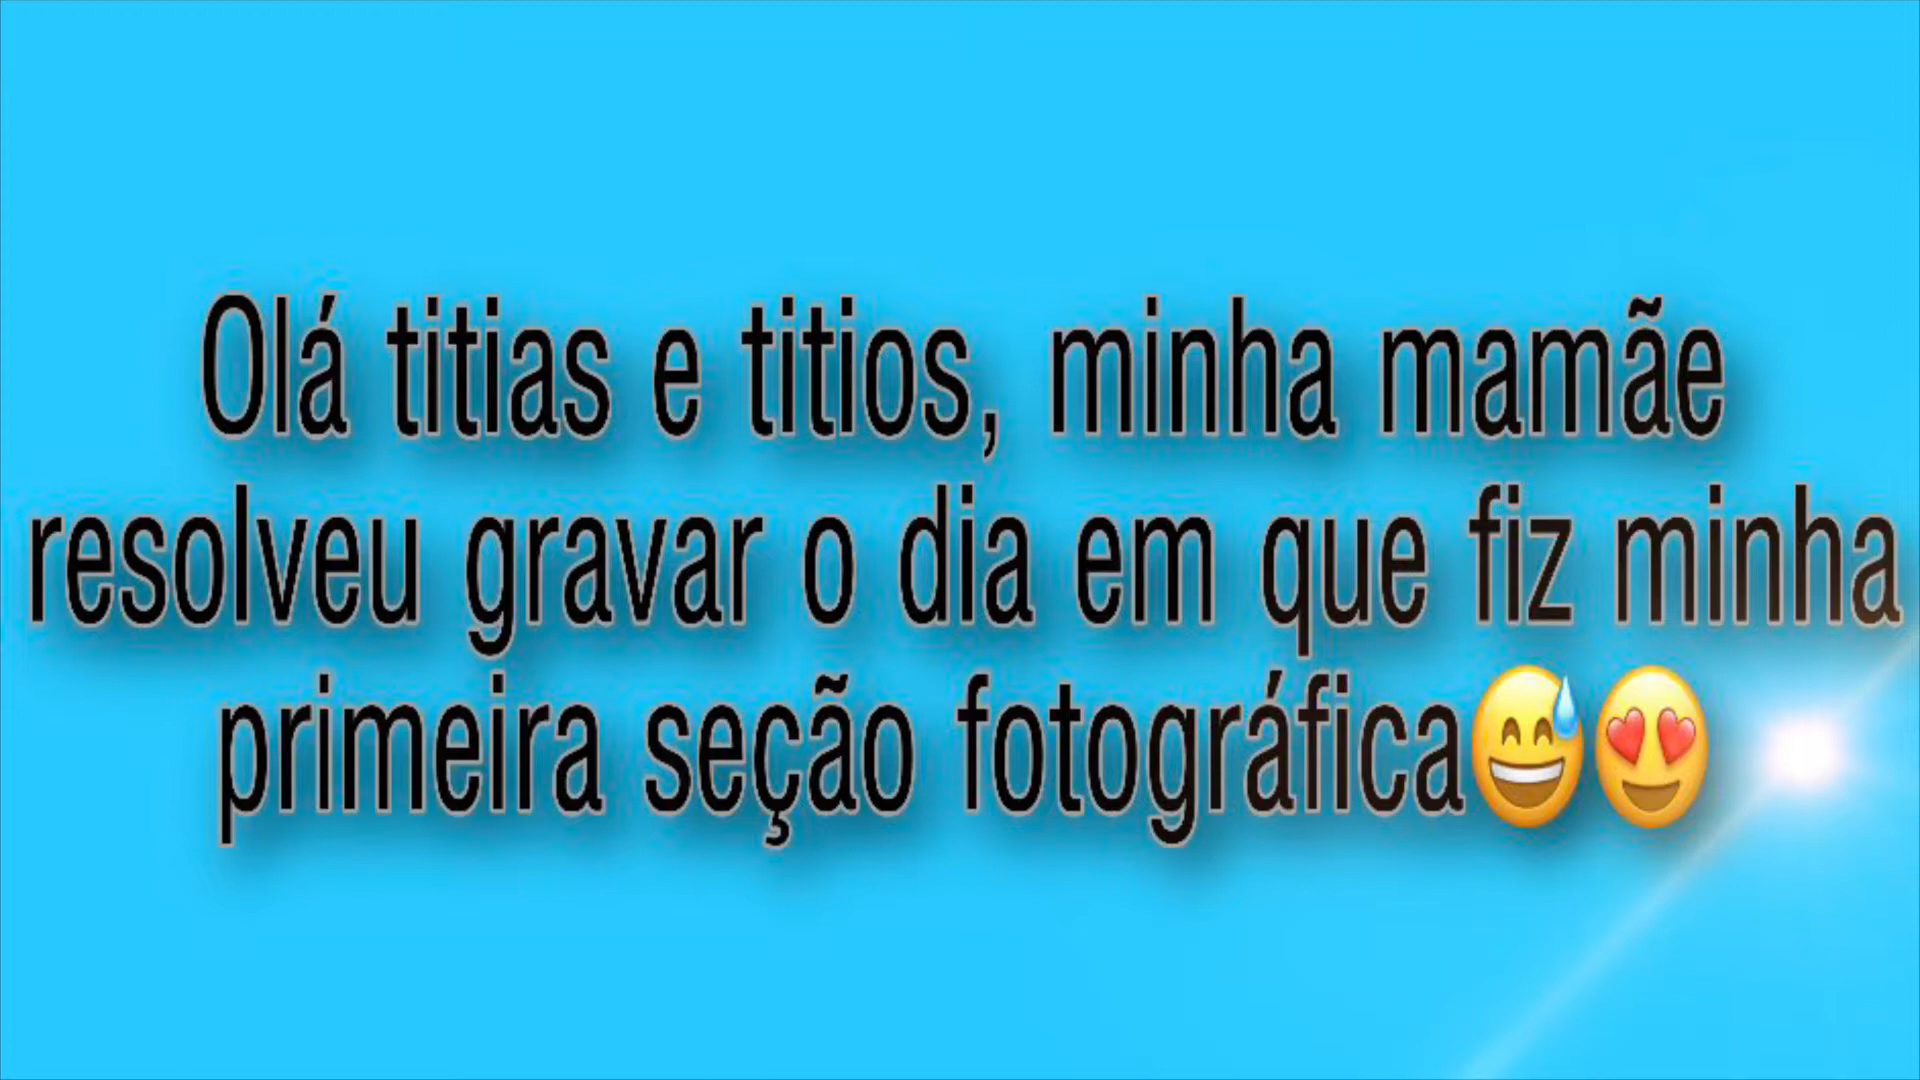 Olá titias e titios, minha mamãe
resolveu gravar o dia em que fiz minha
primeira seção fotográfica😅😍